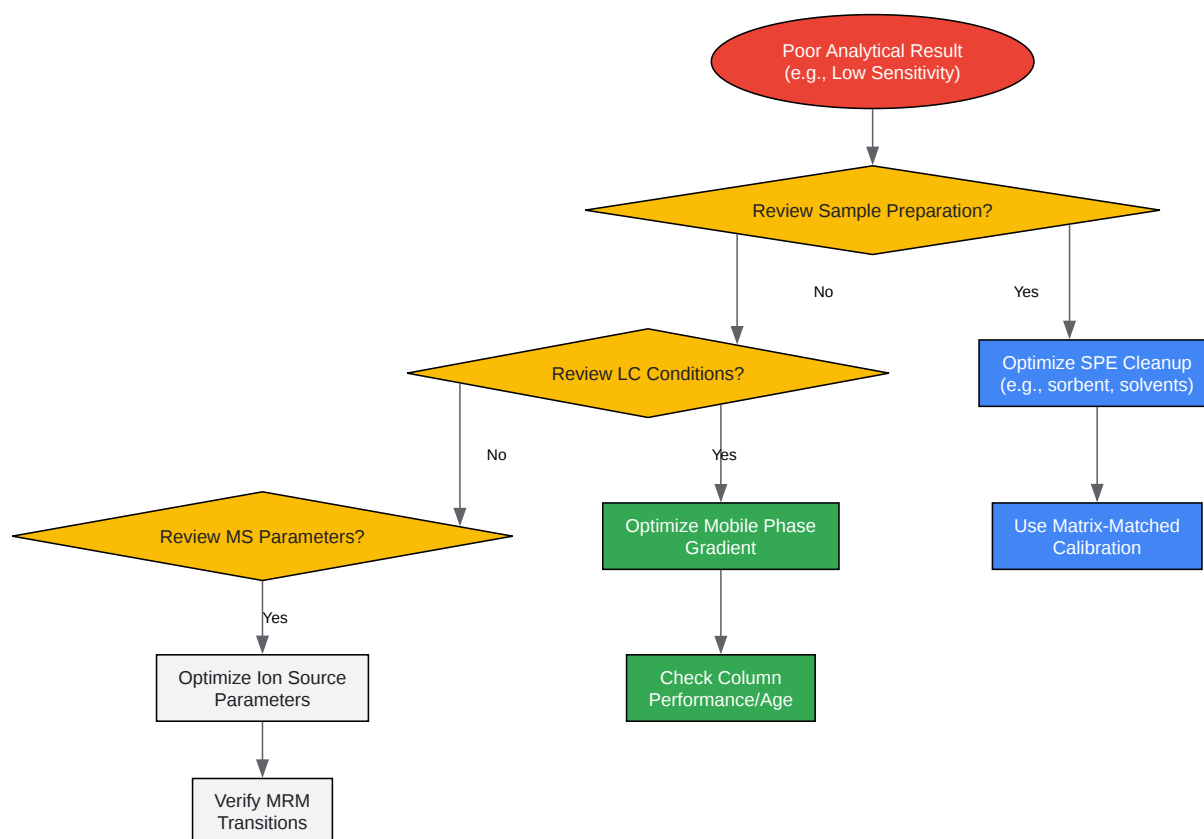 Poor Analytical Result
(e.g., Low Sensitivity)
Review Sample Preparation?
No
Yes
Review LC Conditions?
Optimize SPE Cleanup
(e.g., sorbent, solvents)
No
Yes
Review MS Parameters?
Optimize Mobile Phase
Gradient
Use Matrix-Matched
Calibration
Yes
Optimize Ion Source
Parameters
Check Column
Performance/Age
Verify MRM
Transitions